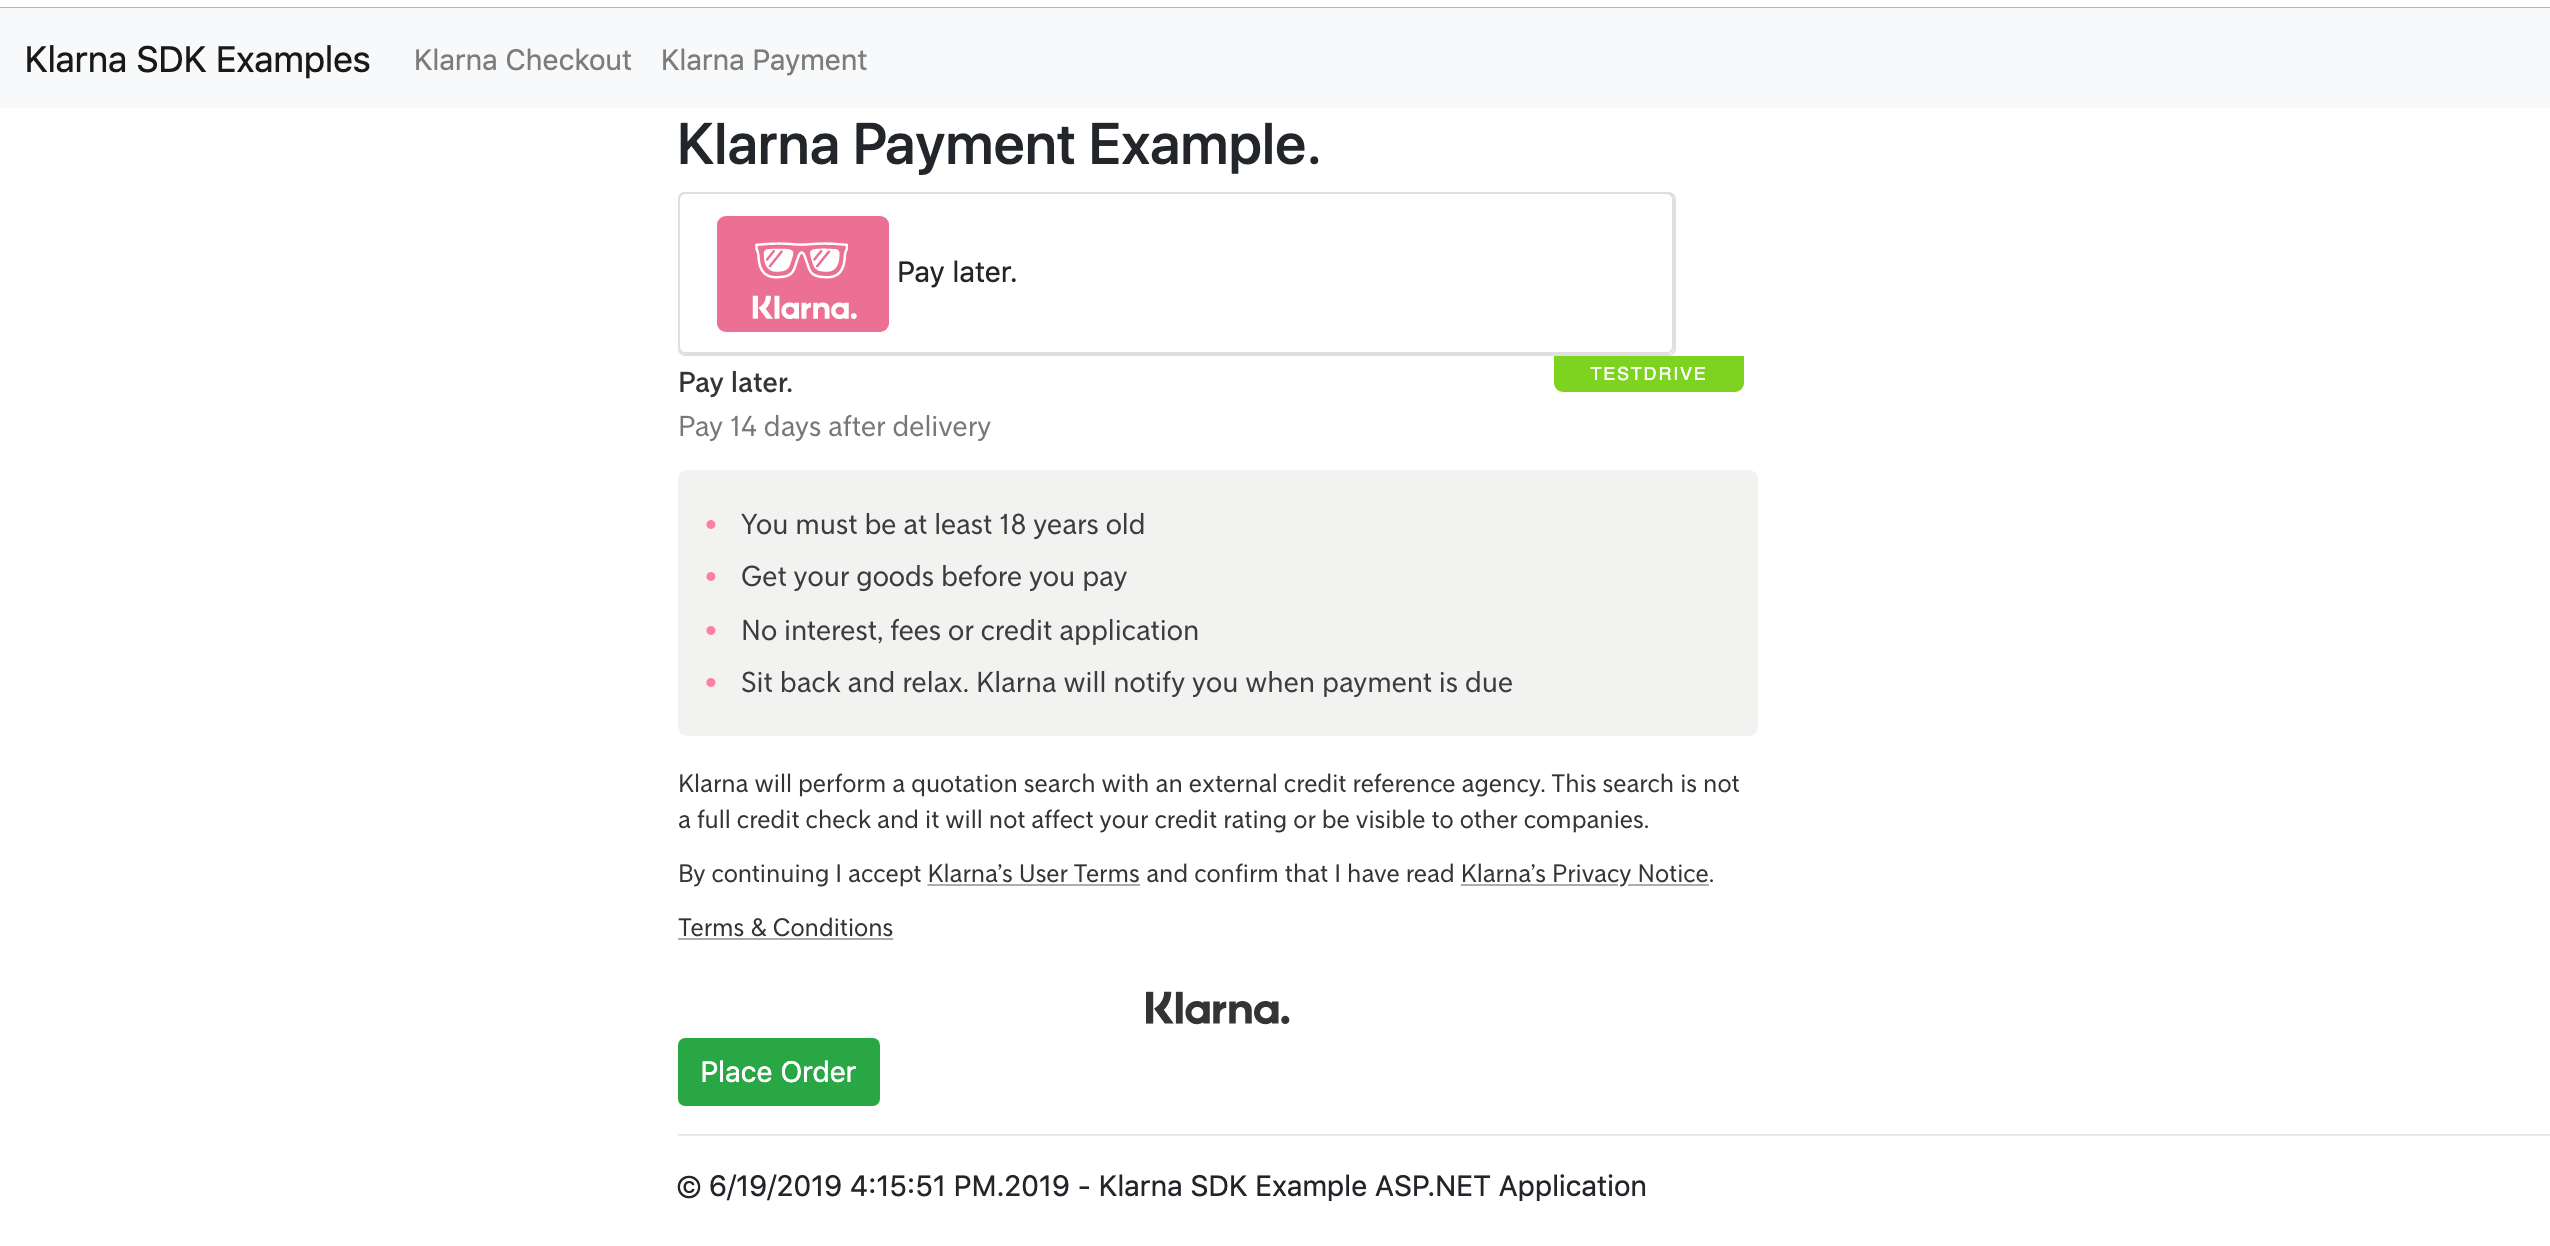 Klarna SDK Examples Klarna Checkout Klarna Payment
Klarna Payment Example.
Klarna.
Pay later.
TESTDRIVE
Pay later.
Pay 14 days after delivery
You must be at least 18 years old
Get your goods before you pay
No interest, fees or credit application
Sit back and relax. Klarna will notify you when payment is due
Klarna will perform a quotation search with an external credit reference agency. This search is not
a full credit check and it will not affect your credit rating or be visible to other companies.
By continuing I accept Klarna’s User Terms and confirm that I have read Klarna’s Privacy Notice.
Terms & Conditions
Klarna.
Place Order
© 6/19/2019 4:15:51 PM.2019 - Klarna SDK Example ASP.NET Application